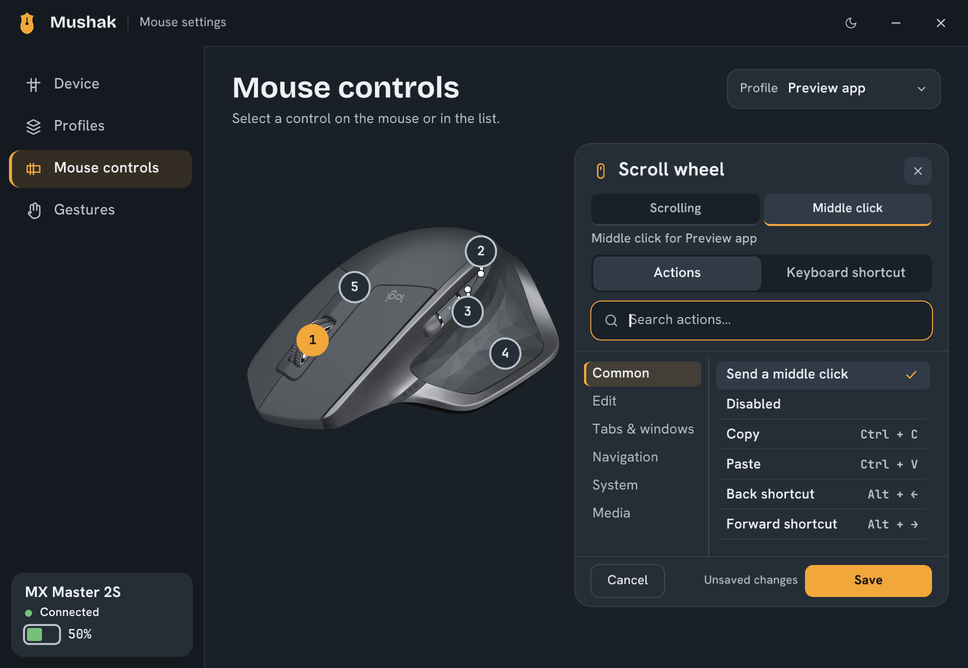 Mushak
Mouse settings
Device
Profiles
Mouse controls
Gestures
MX Master 2S
Connected
50%
Mouse controls
Select a control on the mouse or in the list.
Profile Preview app
logi
1
2
3
4
5
Scroll wheel
Scrolling
Middle click
Middle click for Preview app
Actions
Keyboard shortcut
Search actions...
Common
Edit
Tabs & windows
Navigation
System
Media
Send a middle click
Disabled
Copy Ctrl + C
Paste Ctrl + V
Back shortcut Alt + ←
Forward shortcut Alt + →
Cancel
Unsaved changes
Save